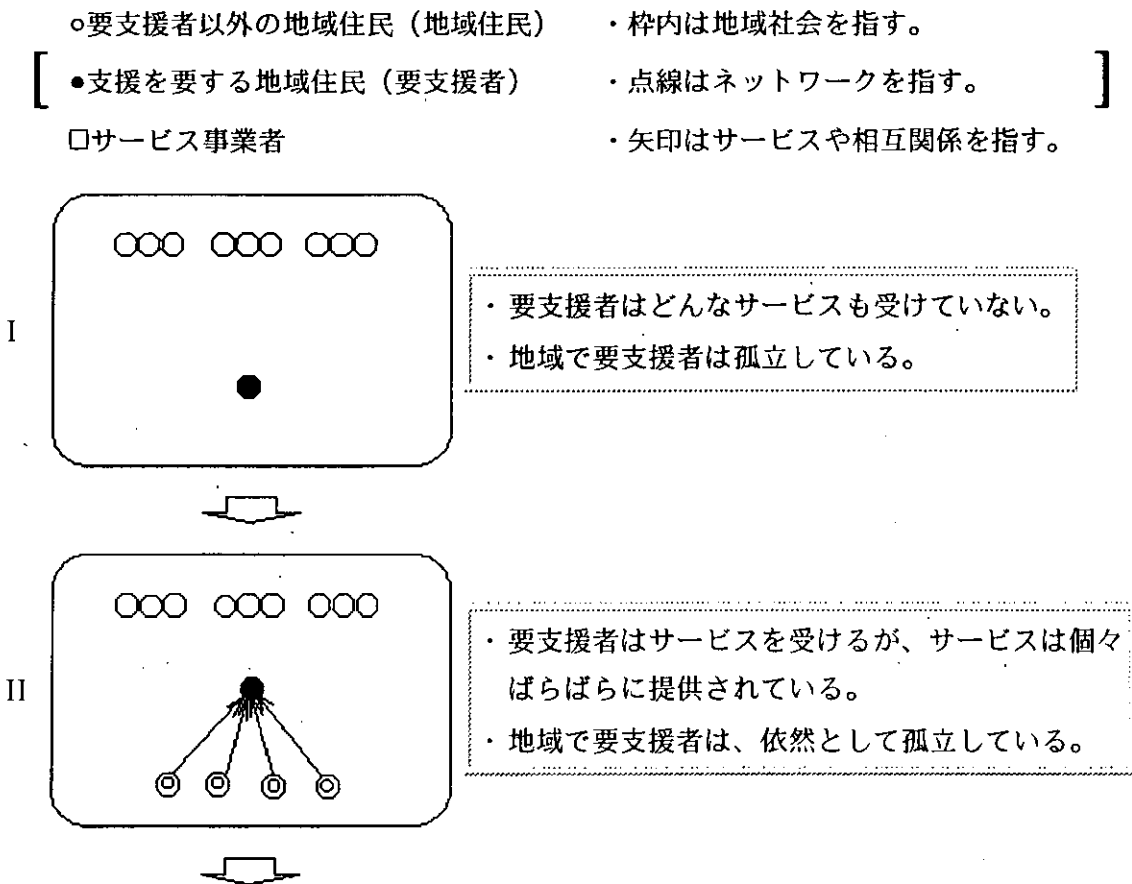 ○要支援者以外の地域住民（地域住民）　・枠内は地域社会を指す。
●支援を要する地域住民（要支援者）　・点線はネットワークを指す。
□サービス事業者　・矢印はサービスや相互関係を指す。
I
・要支援者はどんなサービスも受けていない。
・地域で要支援者は孤立している。
II
・要支援者はサービスを受けるが、サービスは個々
ばらばらに提供されている。
・地域で要支援者は、依然として孤立している。